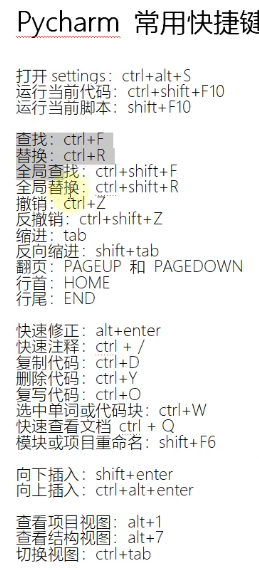 Pycharm 常用快捷键
打开 settings：ctrl+alt+S
运行当前代码：ctrl+shift+F10
运行当前脚本：shift+F10
查找：ctrl+F
替换：ctrl+R
全局查找：ctrl+shift+F
全局替换：ctrl+shift+R
撤销：ctrl+Z
反撤销：ctrl+shift+Z
缩进：tab
反向缩进：shift+tab
翻页：PAGEUP 和 PAGEDOWN
行首：HOME
行尾：END
快速修正：alt+enter
快速注释：ctrl + /
复制代码：ctrl+D
删除代码：ctrl+Y
复写代码：ctrl+O
选中单词或代码块：ctrl+W
快速查看文档 ctrl + Q
模块或项目重命名：shift+F6
向下插入：shift+enter
向上插入：ctrl+alt+enter
查看项目视图：alt+1
查看结构视图：alt+7
切换视图：ctrl+tab